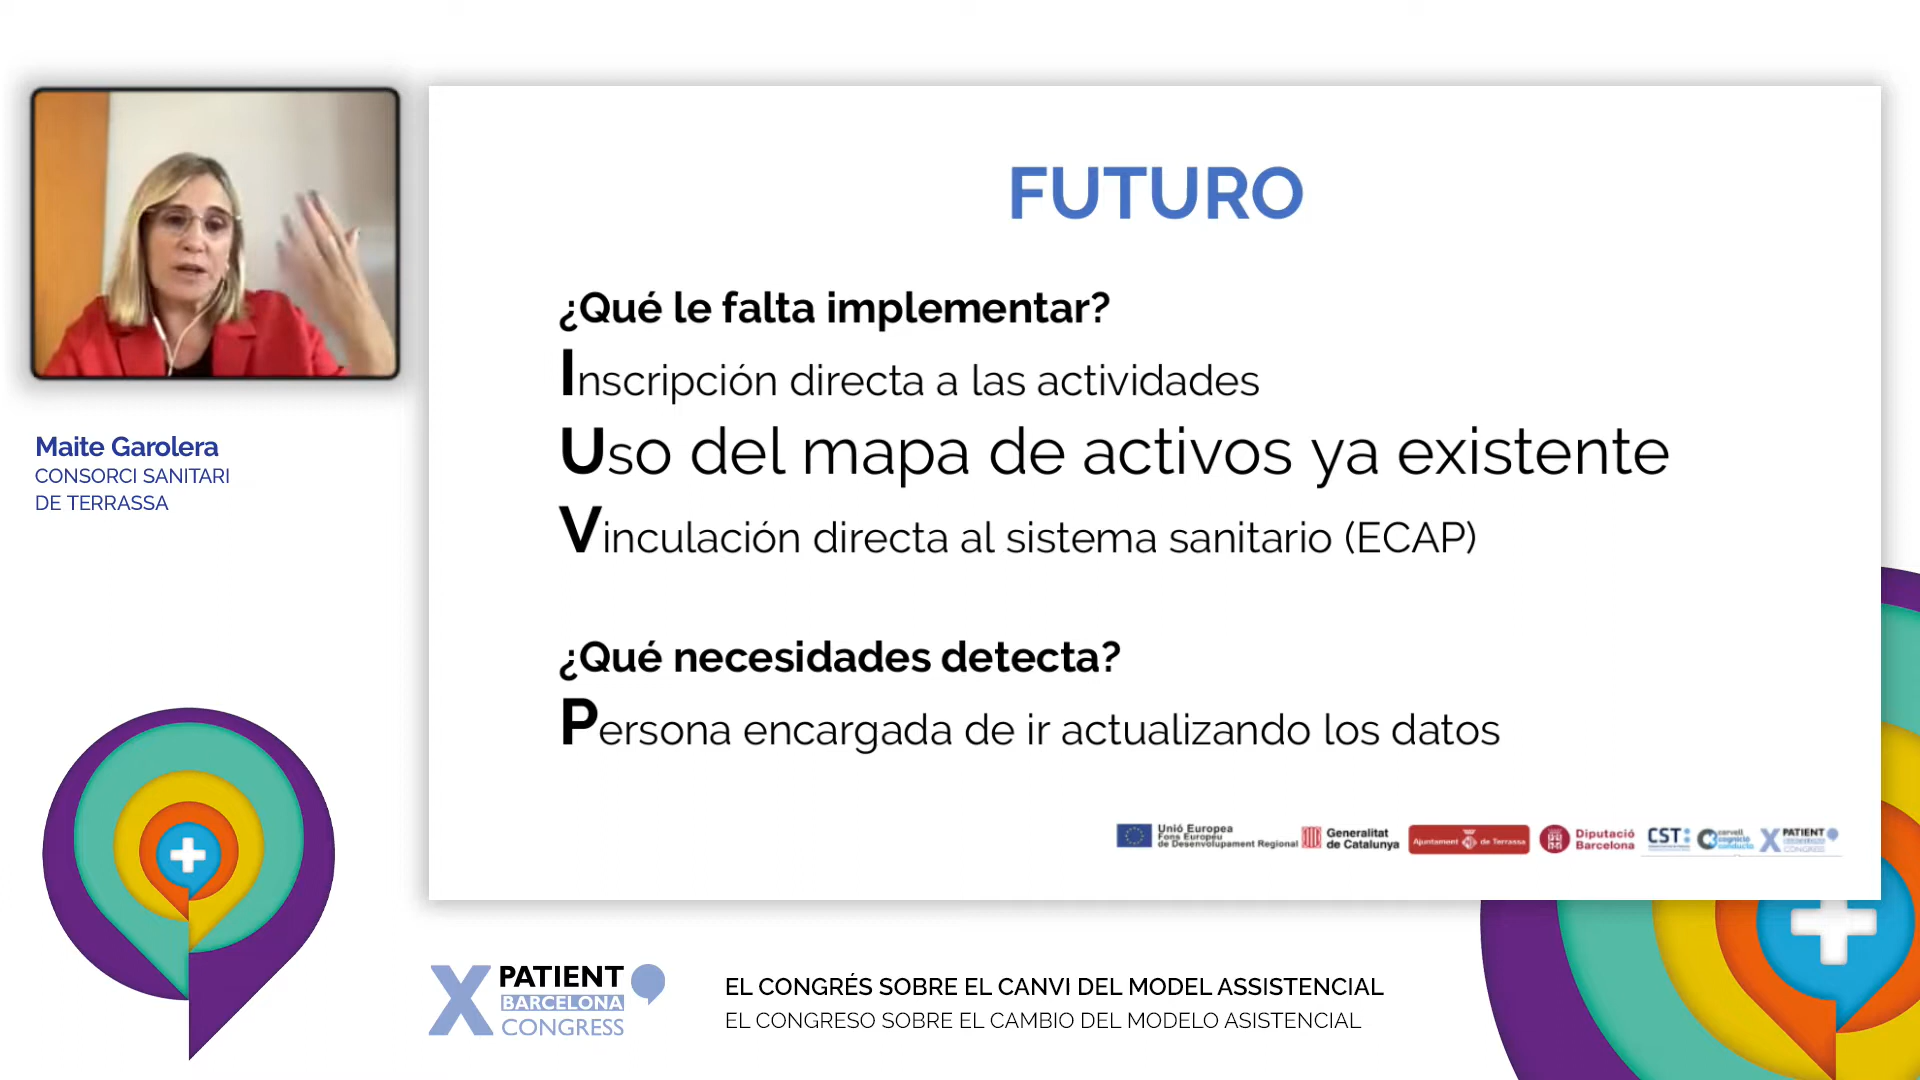 Maite Garolera
CONSORCI SANITARI
DE TERRASSA
FUTURO
¿Qué le falta implementar?
Inscripción directa a las actividades
Uso del mapa de activos ya existente
Vinculación directa al sistema sanitario (ECAP)
¿Qué necesidades detecta?
Persona encargada de ir actualizando los datos
Unió Europea
Fons Europeu
de Desenvolupament Regional
Generalitat
de Catalunya
Ajuntament de Terrassa
Diputació
Barcelona
CST:
cervell
cognició
conducta
X PATIENT
BARCELONA
CONGRESS
X PATIENT
BARCELONA
CONGRESS
EL CONGRÉS SOBRE EL CANVI DEL MODEL ASSISTENCIAL
EL CONGRESO SOBRE EL CAMBIO DEL MODELO ASISTENCIAL